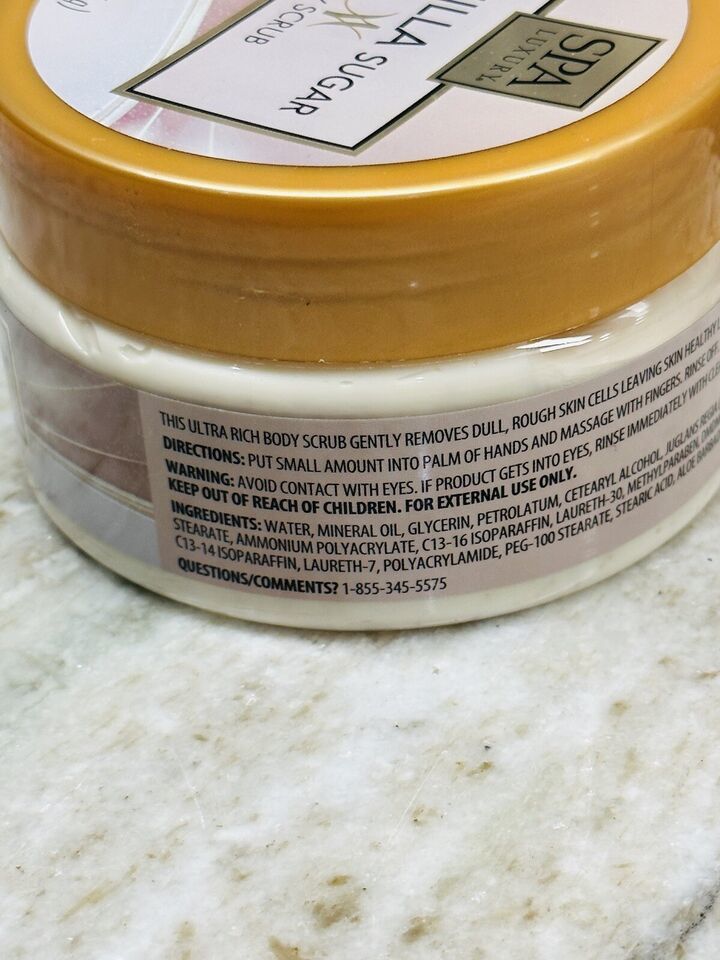 SPA
LUXURY.
ILLA SUGAR
SCRUB
THIS ULTRA RICH BODY SCRUB GENTLY REMOVES DULL, ROUGH SKIN CELLS LEAVING SKIN HEALTHY
DIRECTIONS: PUT SMALL AMOUNT INTO PALM OF HANDS AND MASSAGE WITH FINGERS. RINSE OFF.
WARNING: AVOID CONTACT WITH EYES. IF PRODUCT GETS INTO EYES, RINSE IMMEDIATELY WITH
KEEP OUT OF REACH OF CHILDREN. FOR EXTERNAL USE ONLY.
INGREDIENTS: WATER, MINERAL OIL, GLYCERIN, PETROLATUM, CETEARYL ALCOHOL, JUGLANS
STEARATE, AMMONIUM POLYACRYLATE, C13-16 ISOPARAFFIN, LAURETH-30, METHYLPARABEN,
C13-14 ISOPARAFFIN, LAURETH-7, POLYACRYLAMIDE, PEG-100 STEARATE, STEARIC ACID, ALOE
QUESTIONS/COMMENTS? 1-855-345-5575